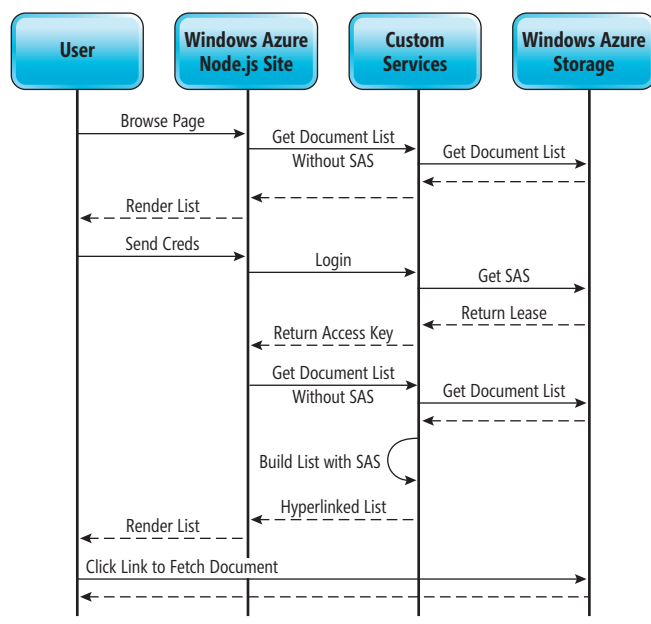 User
Windows Azure
Node.js Site
Custom
Services
Windows Azure
Storage
Browse Page
Get Document List
Without SAS
Get Document List
Render List
Send Creds
Login
Get SAS
Return Lease
Return Access Key
Get Document List
Without SAS
Get Document List
Build List with SAS
Hyperlinked List
Render List
Click Link to Fetch Document